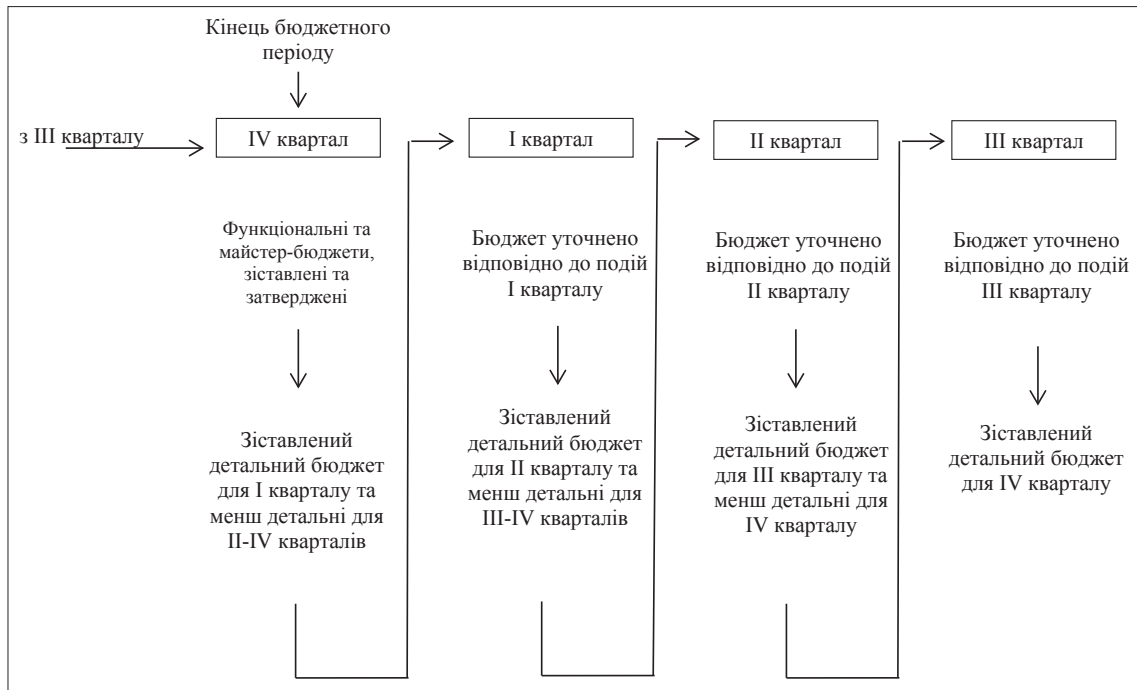 Кінець бюджетного
періоду
з III кварталу
IV квартал
I квартал
II квартал
III квартал
Функціональні та
майстер-бюджети,
зіставлені та
затверджені
Бюджет уточнено
відповідно до подій
I кварталу
Бюджет уточнено
відповідно до подій
II кварталу
Бюджет уточнено
відповідно до подій
III кварталу
Зіставлений
детальний бюджет
для I кварталу та
менш детальні для
II-IV кварталів
Зіставлений
детальний бюджет
для II кварталу та
менш детальні для
III-IV кварталів
Зіставлений
детальний бюджет
для III кварталу та
менш детальні для
IV кварталу
Зіставлений
детальний бюджет
для IV кварталу